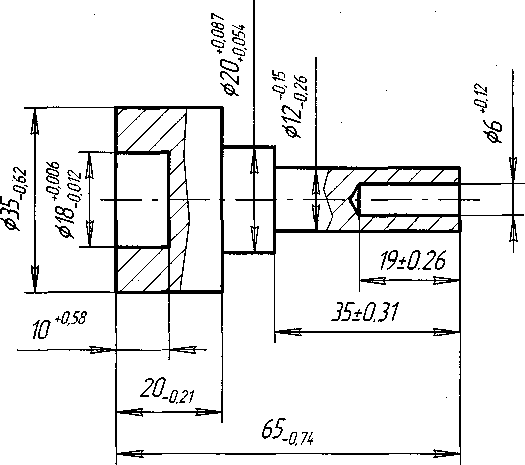 Ø35-0,62
Ø18+0,006-0,012
Ø20+0,087+0,054
Ø12-0,15-0,26
Ø6+0,12
19±0.26
35±0.31
10+0,58
20-0,21
65-0,74